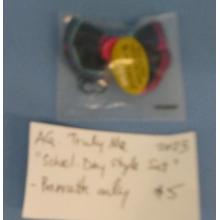 AG. Truly Me
"School Day Style Set"
- Barrette only $5